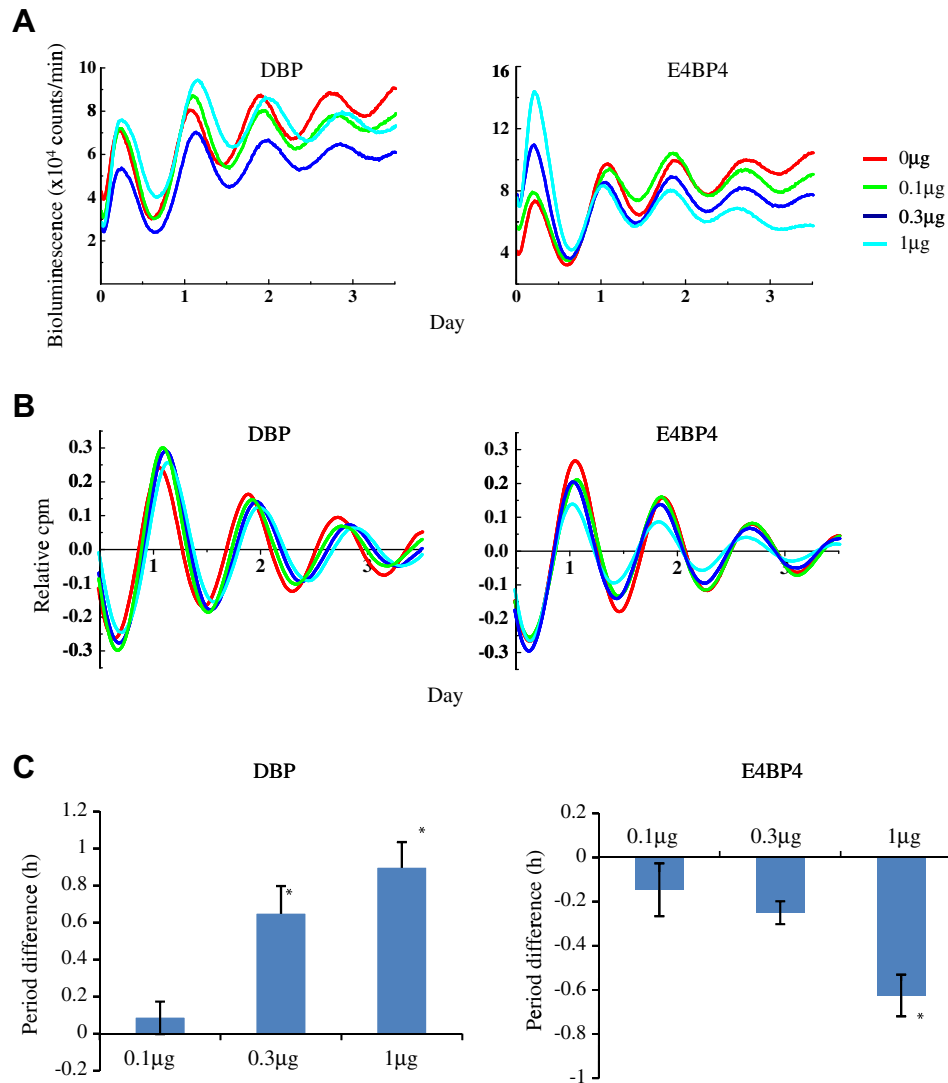 A
DBP
E4BP4
Bioluminescence (x10⁴ counts/min)
10
8
6
4
2
0
1
2
3
16
12
8
4
0
1
2
3
Day
0µg
0.1µg
0.3µg
1µg
B
DBP
E4BP4
Relative cpm
0.3
0.2
0.1
0.0
-0.1
-0.2
-0.3
1
2
3
0.3
0.2
0.1
0.0
-0.1
-0.2
-0.3
1
2
3
Day
C
DBP
E4BP4
Period difference (h)
1.2
1
0.8
0.6
0.4
0.2
0
-0.2
*
*
0.1µg
0.3µg
1µg
Period difference (h)
0.2
0
-0.2
-0.4
-0.6
-0.8
-1
0.1µg
0.3µg
1µg
*